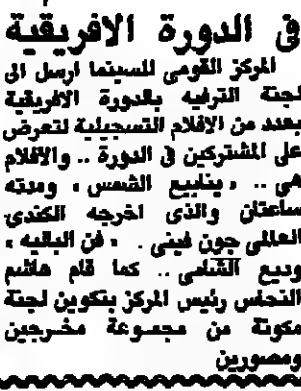 فى الدورة الافريقية
المركز القومى للسينما ارسل الى
لجنة الترفيه بالدورة الافريقية
بعدد من الافلام التسجيلية لتعرض
على المشتركين فى الدورة .. والافلام
هى .. « ينابيع الشمس » ومدته
ساعتان والذى اخرجه الكندى
العالمى جون فينى . « فن البقيه »
وديع الشامى .. كما قام هاشم
النحاس رئيس المركز بتكوين لجنة
مكونة من مجموعة مخرجين
ومصورين